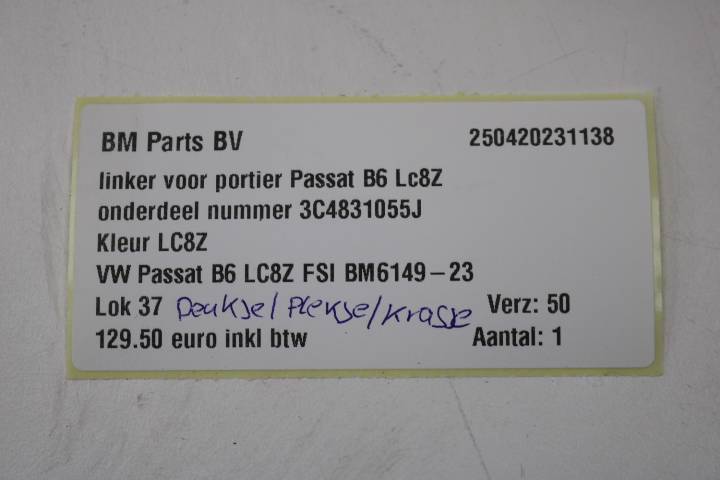 BM Parts BV 250420231138
linker voor portier Passat B6 Lc8Z
onderdeel nummer 3C4831055J
Kleur LC8Z
VW Passat B6 LC8Z FSI BM6149-23
Lok 37 Deukje/Plekje/Krasje Verz: 50
129.50 euro inkl btw Aantal: 1